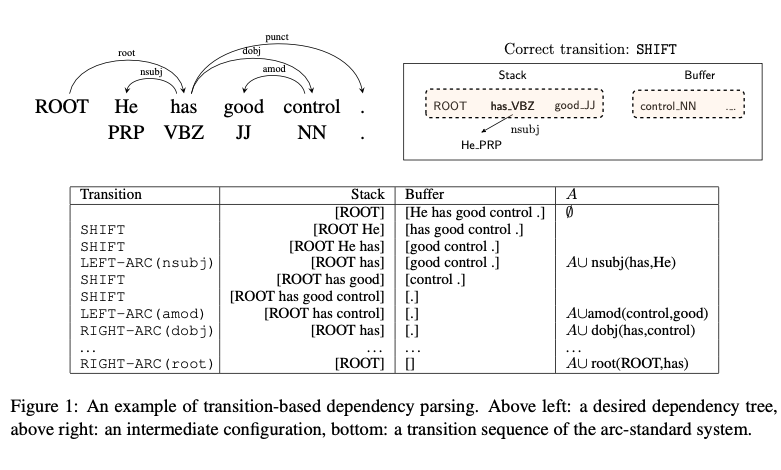 punct
root
dobj
nsubj
amod
ROOT He has good control .
PRP VBZ JJ NN .
Correct transition: SHIFT
Stack Buffer
ROOT has_VBZ good_JJ control_NN ...
nsubj
He_PRP
Transition Stack Buffer A
[ROOT] [He has good control .] ∅
SHIFT [ROOT He] [has good control .]
SHIFT [ROOT He has] [good control .]
LEFT-ARC(nsubj) [ROOT has] [good control .] A∪ nsubj(has,He)
SHIFT [ROOT has good] [control .]
SHIFT [ROOT has good control] [.]
LEFT-ARC(amod) [ROOT has control] [.] A∪amod(control,good)
RIGHT-ARC(dobj) [ROOT has] [.] A∪ dobj(has,control)
... ... ... ...
RIGHT-ARC(root) [ROOT] [] A∪ root(ROOT,has)
Figure 1: An example of transition-based dependency parsing. Above left: a desired dependency tree,
above right: an intermediate configuration, bottom: a transition sequence of the arc-standard system.